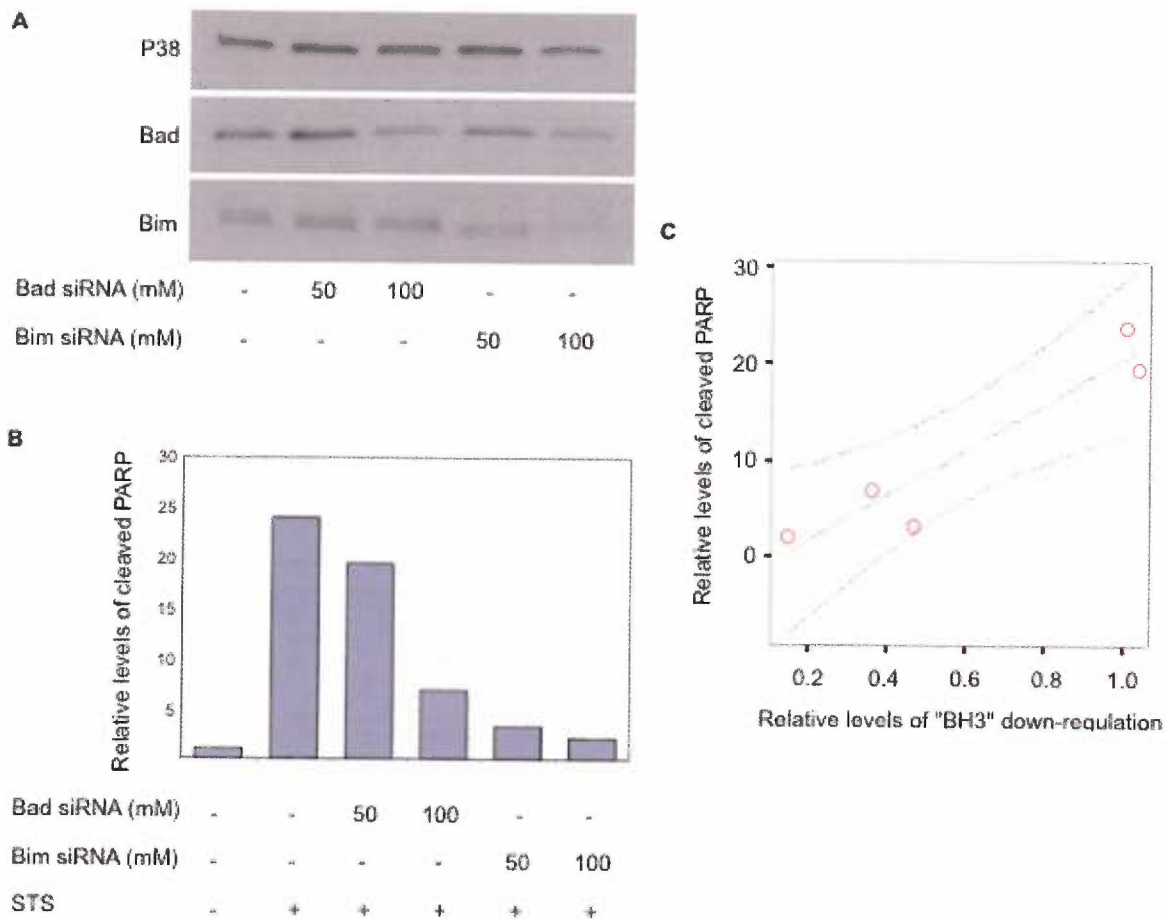 A
P38
Bad
Bim
Bad siRNA (mM) - 50 100 - -
Bim siRNA (mM) - - - 50 100
B
Relative levels of cleaved PARP
30
25
20
15
10
5
Bad siRNA (mM) - - 50 100 - -
Bim siRNA (mM) - - - - 50 100
STS - + + + + +
C
Relative levels of cleaved PARP
30
20
10
0
0.2 0.4 0.6 0.8 1.0
Relative levels of "BH3" down-regulation